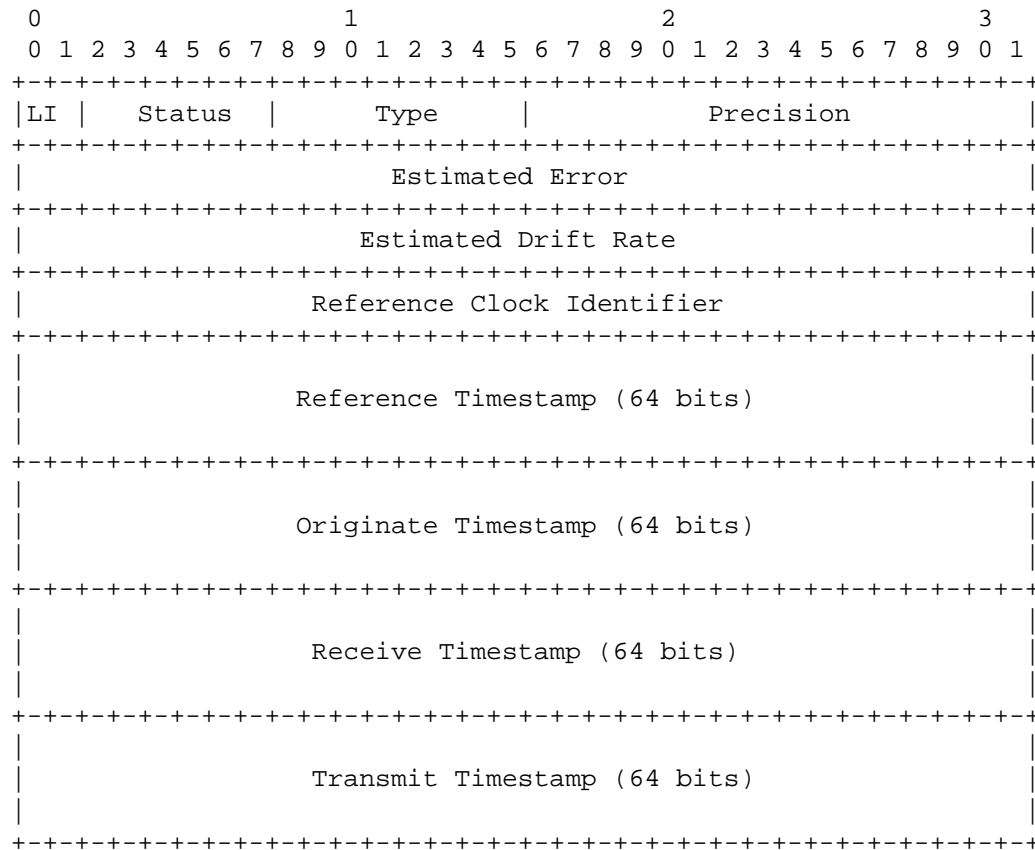 0                   1                   2                   3
 0 1 2 3 4 5 6 7 8 9 0 1 2 3 4 5 6 7 8 9 0 1 2 3 4 5 6 7 8 9 0 1
+-+-+-+-+-+-+-+-+-+-+-+-+-+-+-+-+-+-+-+-+-+-+-+-+-+-+-+-+-+-+-+-+
|LI |   Status  |      Type     |           Precision           |
+-+-+-+-+-+-+-+-+-+-+-+-+-+-+-+-+-+-+-+-+-+-+-+-+-+-+-+-+-+-+-+-+
|                       Estimated Error                         |
+-+-+-+-+-+-+-+-+-+-+-+-+-+-+-+-+-+-+-+-+-+-+-+-+-+-+-+-+-+-+-+-+
|                     Estimated Drift Rate                      |
+-+-+-+-+-+-+-+-+-+-+-+-+-+-+-+-+-+-+-+-+-+-+-+-+-+-+-+-+-+-+-+-+
|                  Reference Clock Identifier                   |
+-+-+-+-+-+-+-+-+-+-+-+-+-+-+-+-+-+-+-+-+-+-+-+-+-+-+-+-+-+-+-+-+
|                                                               |
|                 Reference Timestamp (64 bits)                 |
|                                                               |
+-+-+-+-+-+-+-+-+-+-+-+-+-+-+-+-+-+-+-+-+-+-+-+-+-+-+-+-+-+-+-+-+
|                                                               |
|                 Originate Timestamp (64 bits)                 |
|                                                               |
+-+-+-+-+-+-+-+-+-+-+-+-+-+-+-+-+-+-+-+-+-+-+-+-+-+-+-+-+-+-+-+-+
|                                                               |
|                  Receive Timestamp (64 bits)                  |
|                                                               |
+-+-+-+-+-+-+-+-+-+-+-+-+-+-+-+-+-+-+-+-+-+-+-+-+-+-+-+-+-+-+-+-+
|                                                               |
|                  Transmit Timestamp (64 bits)                 |
|                                                               |
+-+-+-+-+-+-+-+-+-+-+-+-+-+-+-+-+-+-+-+-+-+-+-+-+-+-+-+-+-+-+-+-+